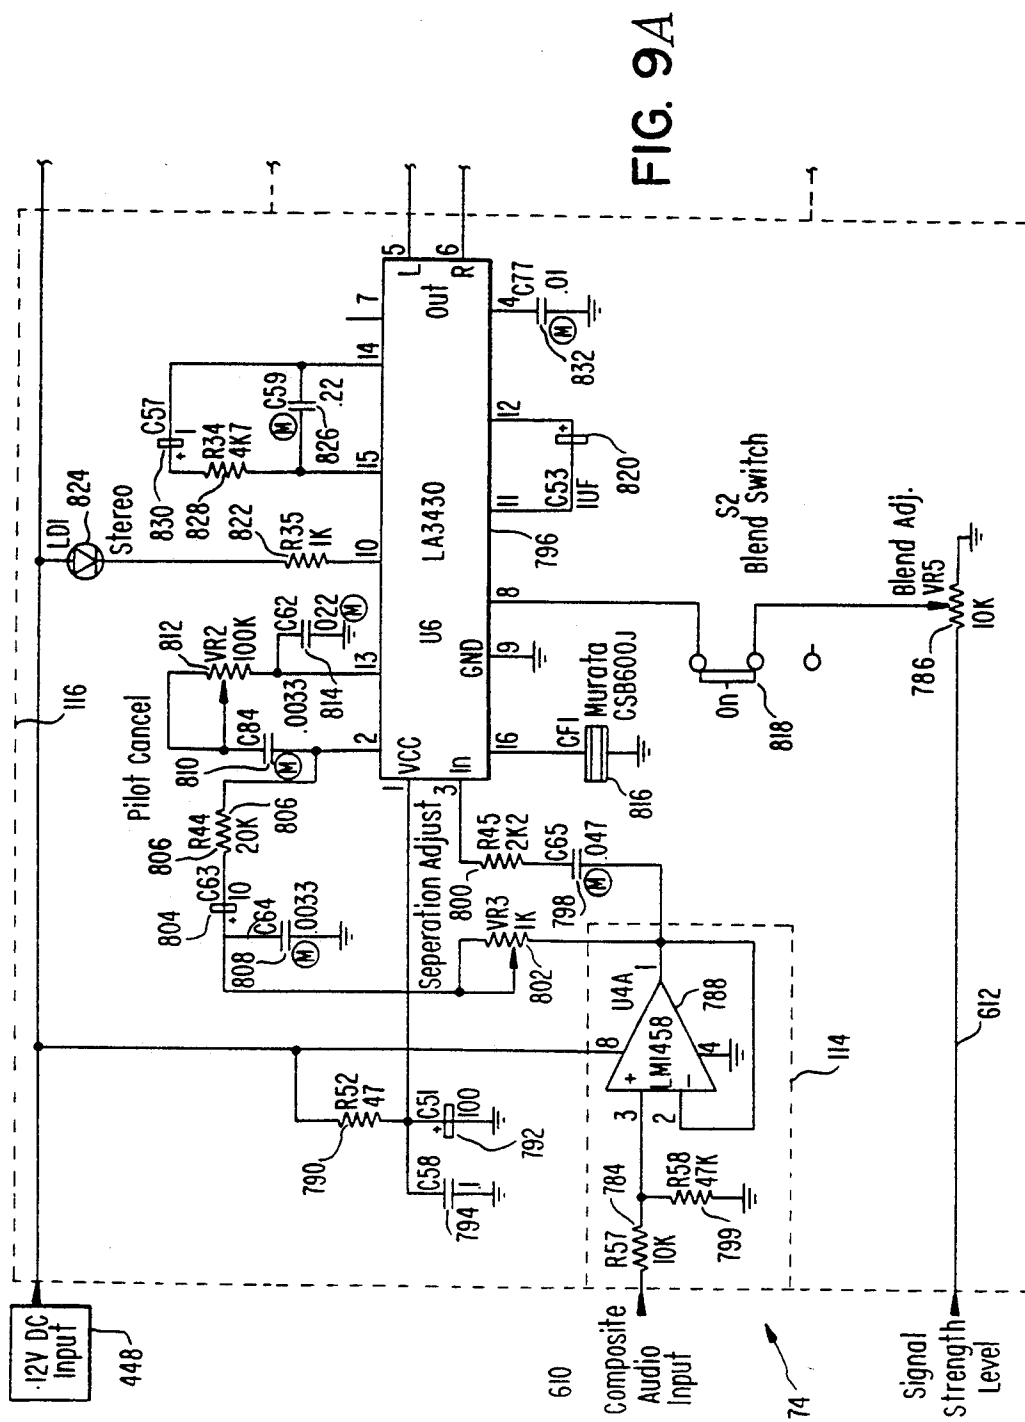 FIG. 9A
116
·12V DC
Input
448
LD1
824
Stereo
822
R35
1K
830
C57
1
828
R34
4K7
M
C59
.22
826
Pilot Cancel
812
VR2
100K
810
C84
.0033
M
C62
.022
M
814
806
R44
20K
806
804
C63
10
C64
.0033
808
M
Seperation Adjust
790
R52
47
C51
100
792
C58
1
794
1
2
13
10
15
14
7
VCC
In
3
U6
LA3430
Out
L
5
R
6
GND
16
9
8
11
12
4
796
800
R45
2K2
C65
.047
798
M
VR3
1K
802
CF1
Murata
CSB600J
816
C53
1UF
820
C77
.01
M
832
S2
Blend Switch
On
818
Blend Adj.
VR5
10K
786
U4A
1
788
LM1458
8
4
+
-
3
2
114
784
R57
10K
R58
47K
799
610
Composite
Audio
Input
74
Signal
Strength
Level
612